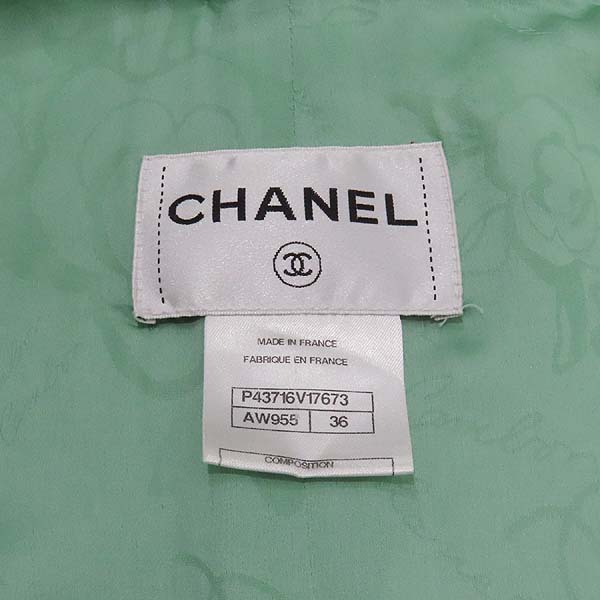 CHANEL
MADE IN FRANCE
FABRIQUE EN FRANCE
P43716V17673
AW955 36
COMPOSITION